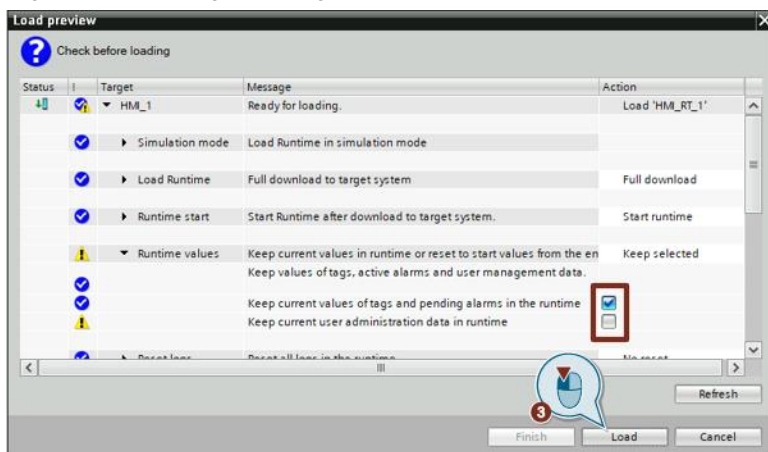 Load preview
Check before loading
Status ! Target Message Action
HMI_1 Ready for loading. Load 'HMI_RT_1'
Simulation mode Load Runtime in simulation mode
Load Runtime Full download to target system Full download
Runtime start Start Runtime after download to target system. Start runtime
Runtime values Keep current values in runtime or reset to start values from the en Keep selected
Keep values of tags, active alarms and user management data.
Keep current values of tags and pending alarms in the runtime
Keep current user administration data in runtime
Reset logs Reset all logs in the runtime No reset
Refresh
3
Finish Load Cancel